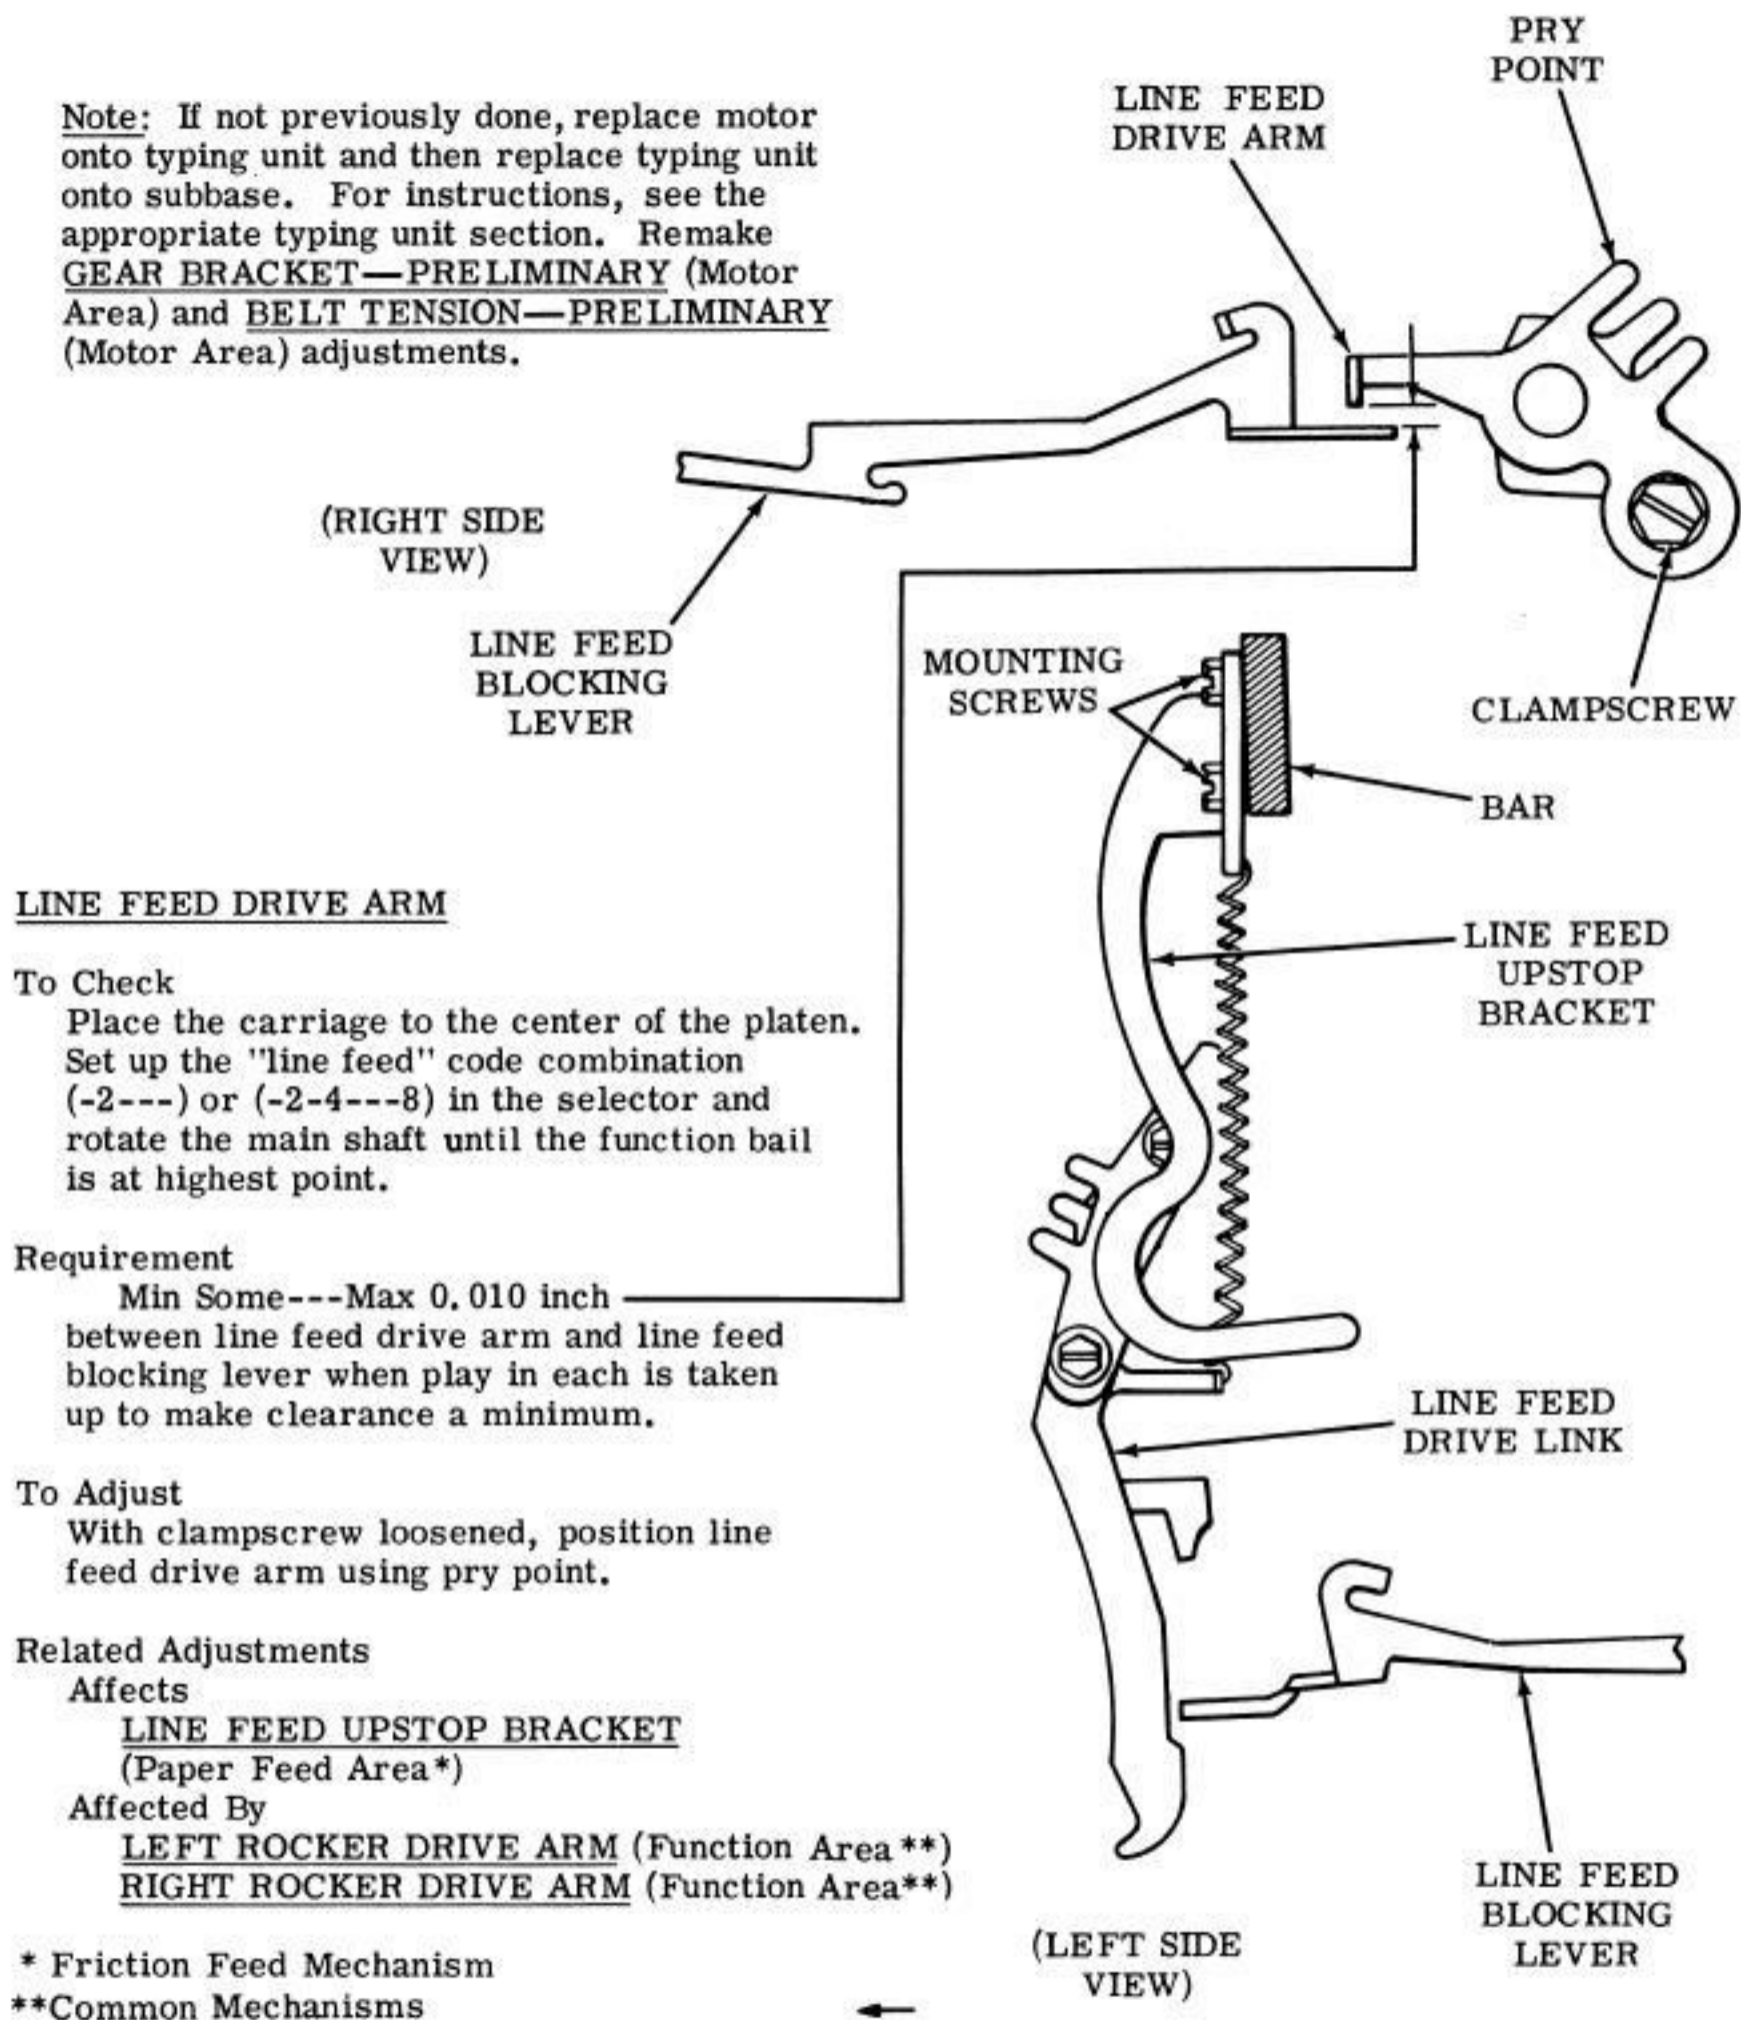 PRY
POINT
LINE FEED
DRIVE ARM
Note: If not previously done, replace motor
onto typing unit and then replace typing unit
onto subbase. For instructions, see the
appropriate typing unit section. Remake
GEAR BRACKET—PRELIMINARY (Motor
Area) and BELT TENSION—PRELIMINARY
(Motor Area) adjustments.
(RIGHT SIDE
VIEW)
LINE FEED
BLOCKING
LEVER
MOUNTING
SCREWS
CLAMPSCREW
BAR
LINE FEED
UPSTOP
BRACKET
LINE FEED DRIVE ARM
To Check
Place the carriage to the center of the platen.
Set up the "line feed" code combination
(-2---) or (-2-4---8) in the selector and
rotate the main shaft until the function bail
is at highest point.
Requirement
Min Some---Max 0.010 inch
between line feed drive arm and line feed
blocking lever when play in each is taken
up to make clearance a minimum.
To Adjust
With clampscrew loosened, position line
feed drive arm using pry point.
Related Adjustments
Affects
LINE FEED UPSTOP BRACKET
(Paper Feed Area*)
Affected By
LEFT ROCKER DRIVE ARM (Function Area**)
RIGHT ROCKER DRIVE ARM (Function Area**)
* Friction Feed Mechanism
**Common Mechanisms
LINE FEED
DRIVE LINK
LINE FEED
BLOCKING
LEVER
(LEFT SIDE
VIEW)